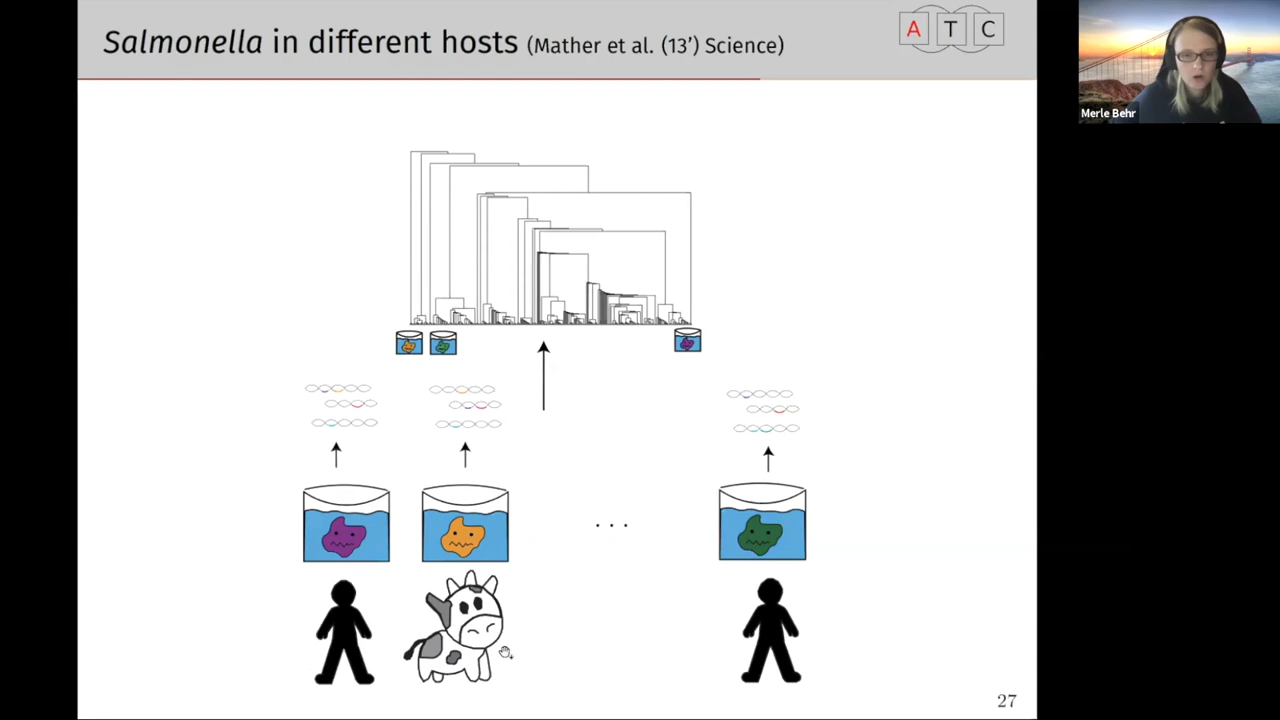 Salmonella in different hosts (Mather et al. (13’) Science)
A T C
Merle Behr
. . .
27